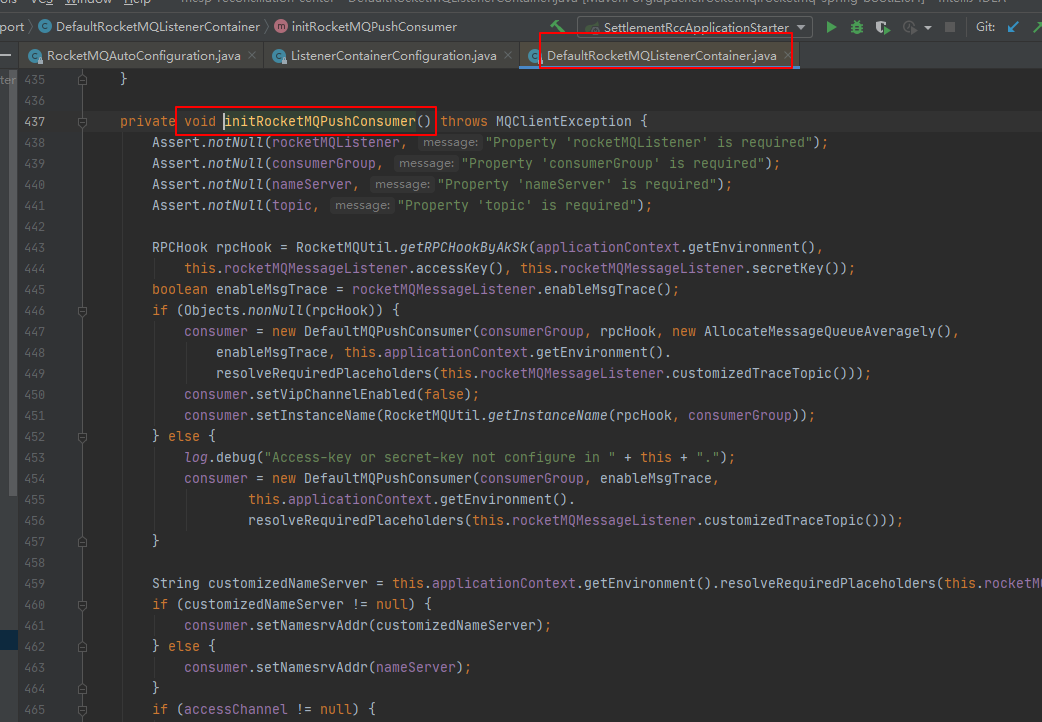 VCS Window Help
DefaultRocketMQListenerContainer initRocketMQPushConsumer SettlementRccApplicationStarter Git:
RocketMQAutoConfiguration.java ListenerContainerConfiguration.java DefaultRocketMQListenerContainer.java
435 }
436
437 private void initRocketMQPushConsumer() throws MQClientException {
438 Assert.notNull(rocketMQListener, message: "Property 'rocketMQListener' is required");
439 Assert.notNull(consumerGroup, message: "Property 'consumerGroup' is required");
440 Assert.notNull(nameServer, message: "Property 'nameServer' is required");
441 Assert.notNull(topic, message: "Property 'topic' is required");
442
443 RPCHook rpcHook = RocketMQUtil.getRPCHookByAkSk(applicationContext.getEnvironment(),
444 this.rocketMQMessageListener.accessKey(), this.rocketMQMessageListener.secretKey());
445 boolean enableMsgTrace = rocketMQMessageListener.enableMsgTrace();
446 if (Objects.nonNull(rpcHook)) {
447 consumer = new DefaultMQPushConsumer(consumerGroup, rpcHook, new AllocateMessageQueueAveragely(),
448 enableMsgTrace, this.applicationContext.getEnvironment().
449 resolveRequiredPlaceholders(this.rocketMQMessageListener.customizedTraceTopic()));
450 consumer.setVipChannelEnabled(false);
451 consumer.setInstanceName(RocketMQUtil.getInstanceName(rpcHook, consumerGroup));
452 } else {
453 log.debug("Access-key or secret-key not configure in " + this + ".");
454 consumer = new DefaultMQPushConsumer(consumerGroup, enableMsgTrace,
455 this.applicationContext.getEnvironment().
456 resolveRequiredPlaceholders(this.rocketMQMessageListener.customizedTraceTopic()));
457 }
458
459 String customizedNameServer = this.applicationContext.getEnvironment().resolveRequiredPlaceholders(this.rocketM
460 if (customizedNameServer != null) {
461 consumer.setNamesrvAddr(customizedNameServer);
462 } else {
463 consumer.setNamesrvAddr(nameServer);
464 }
465 if (accessChannel != null) {